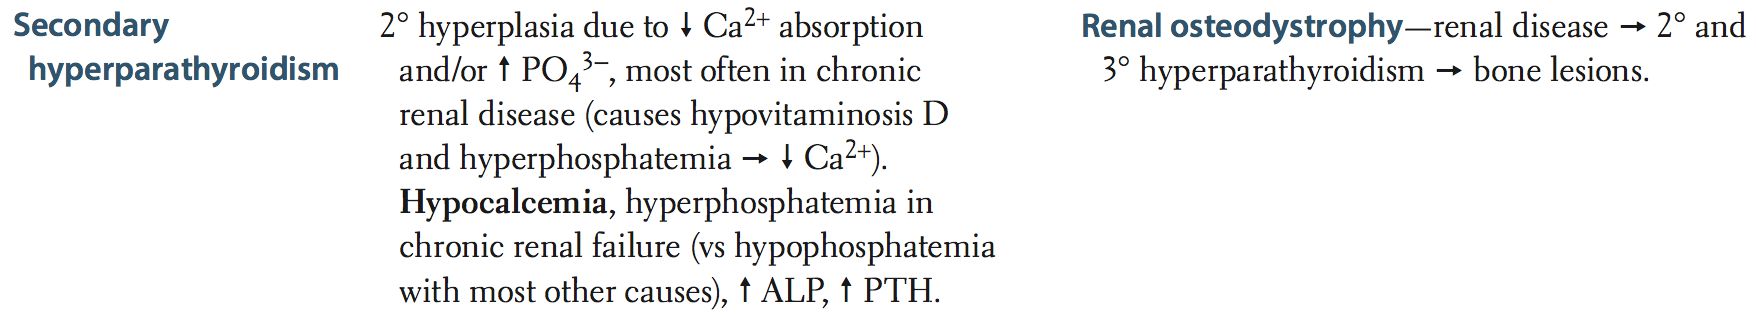 Secondary
hyperparathyroidism
2° hyperplasia due to ↓ Ca²⁺ absorption
and/or ↑ PO₄³⁻, most often in chronic
renal disease (causes hypovitaminosis D
and hyperphosphatemia → ↓ Ca²⁺).
Hypocalcemia, hyperphosphatemia in
chronic renal failure (vs hypophosphatemia
with most other causes), ↑ ALP, ↑ PTH.
Renal osteodystrophy—renal disease → 2° and
3° hyperparathyroidism → bone lesions.